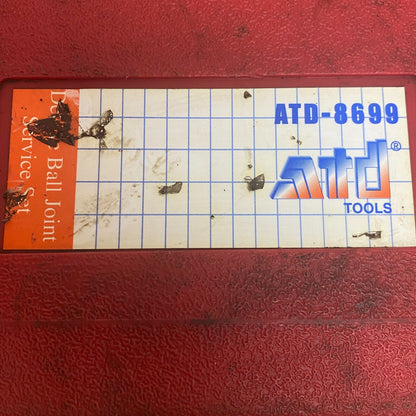 ATD-8699
atd®
TOOLS
Ball Joint
Service Set